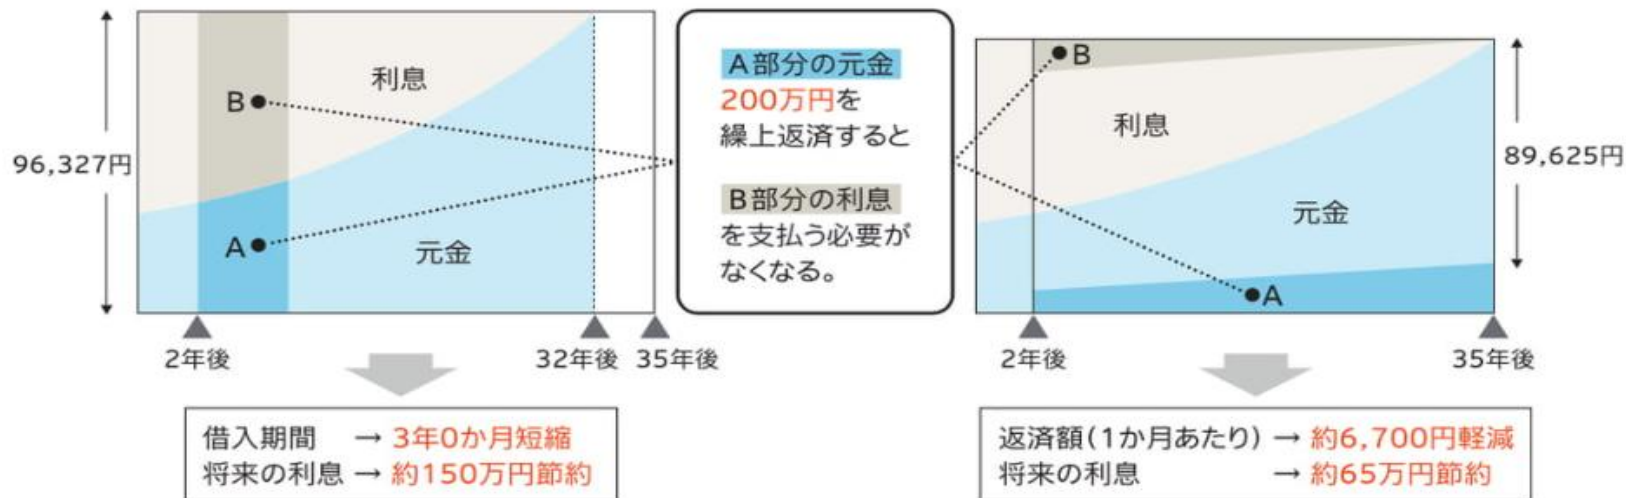 96,327円
B
利息
A
元金
2年後
32年後
35年後
借入期間 → 3年0か月短縮
将来の利息 → 約150万円節約
A部分の元金
200万円を
繰上返済すると
B部分の利息
を支払う必要が
なくなる。
B
利息
元金
A
89,625円
2年後
35年後
返済額(1か月あたり) → 約6,700円軽減
将来の利息 → 約65万円節約